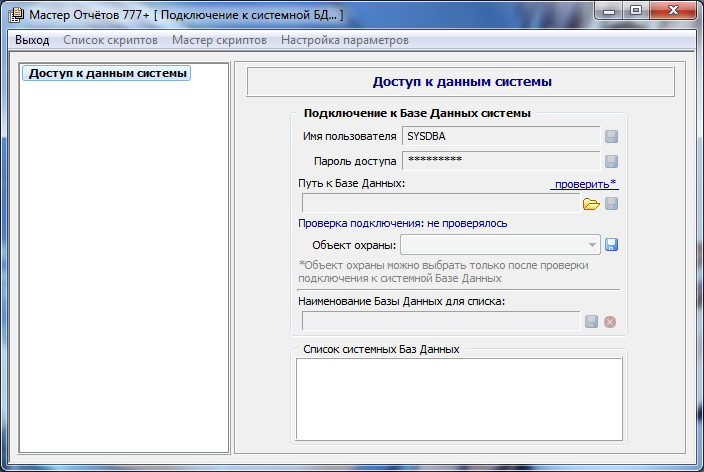 Мастер Отчётов 777+ [ Подключение к системной БД... ]
Выход Список скриптов Мастер скриптов Настройка параметров
Доступ к данным системы
Доступ к данным системы
Подключение к Базе Данных системы
Имя пользователя SYSDBA
Пароль доступа *********
Путь к Базе Данных: проверить*
Проверка подключения: не проверялось
Объект охраны:
*Объект охраны можно выбрать только после проверки
подключения к системной Базе Данных
Наименование Базы Данных для списка:
Список системных Баз Данных